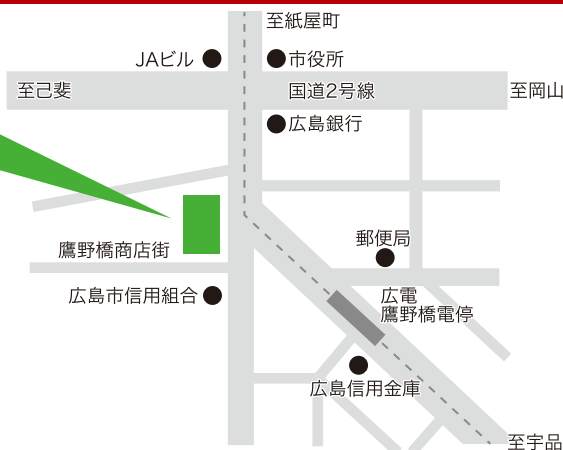 至紙屋町
JAビル
市役所
至己斐
国道2号線
至岡山
広島銀行
郵便局
鷹野橋商店街
広島市信用組合
広電
鷹野橋電停
広島信用金庫
至宇品